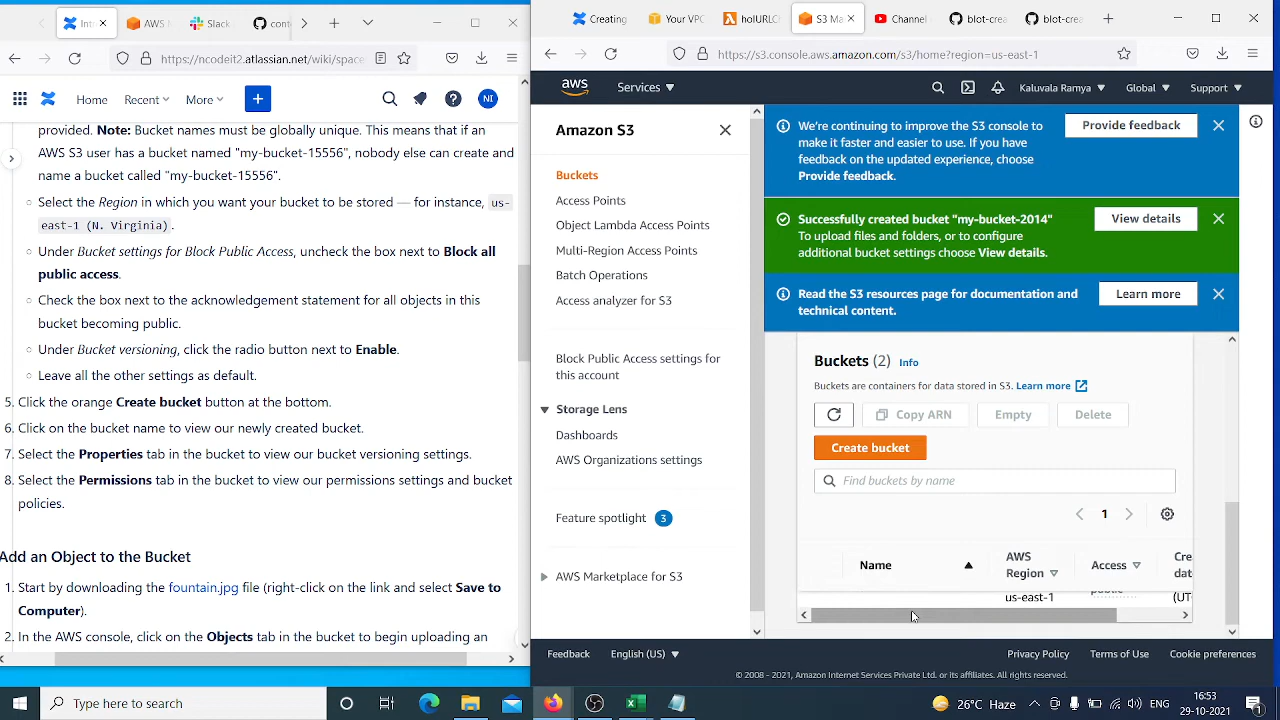 Int
AWS
Slack
cont
https://ncodeit2.atlassian.net/wiki/space
Home
Recent
More
NI
provided. Note: Bucket names must be globally unique. This means that if an
AWS S3 user has a bucket named "my-bucket-15556", nobody else can create and
name a bucket called "my-bucket-15556".
Select the Region in which you want your bucket to be stored — for instance, us-
east-1 (N. Virginia).
Under Bucket settings for Block Public Access, uncheck the box next to Block all
public access.
Check the box next to the acknowledgement statement for all objects in this
bucket becoming public.
Under Bucket versioning, click the radio button next to Enable.
Leave all the other settings as default.
5. Click the orange Create bucket button at the bottom.
6. Click on the bucket name to view our newly created bucket.
7. Select the Properties tab in the bucket to view our bucket versioning settings.
8. Select the Permissions tab in the bucket to view our permissions settings and bucket
policies.
Add an Object to the Bucket
1. Start by downloading the fountain.jpg file (right-click on the link and select Save to
Computer).
2. In the AWS console, click on the Objects tab in the bucket to begin uploading an
Creating
Your VPC
hoiURLC
S3 Ma
Channel
blot-crea
blot-crea
https://s3.console.aws.amazon.com/s3/home?region=us-east-1
aws
Services
Kaluvala Ramya
Global
Support
Amazon S3
Buckets
Access Points
Object Lambda Access Points
Multi-Region Access Points
Batch Operations
Access analyzer for S3
Block Public Access settings for
this account
Storage Lens
Dashboards
AWS Organizations settings
Feature spotlight 3
AWS Marketplace for S3
We're continuing to improve the S3 console to
make it faster and easier to use. If you have
feedback on the updated experience, choose
Provide feedback.
Provide feedback
Successfully created bucket "my-bucket-2014"
To upload files and folders, or to configure
additional bucket settings choose View details.
View details
Read the S3 resources page for documentation and
technical content.
Learn more
Buckets (2) Info
Buckets are containers for data stored in S3. Learn more
Copy ARN
Empty
Delete
Create bucket
Find buckets by name
1
Name
AWS
Region
Access
Cre
dat
us-east-1
public
(UT
Feedback
English (US)
Privacy Policy
Terms of Use
Cookie preferences
© 2008 - 2021, Amazon Internet Services Private Ltd. or its affiliates. All rights reserved.
Type here to search
26°C Haze
ENG
16:53
29-10-2021
2